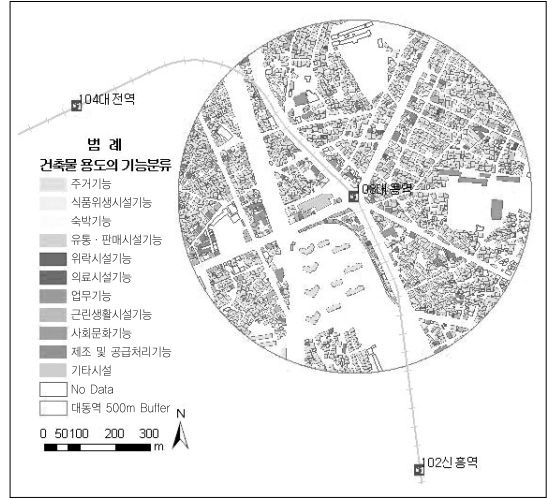 104대전역
범 례
건축물 용도의 기능분류
주거기능
식품위생시설기능
숙박기능
유통 · 판매시설기능
위락시설기능
의료시설기능
업무기능
근린생활시설기능
사회문화기능
제조 및 공급처리기능
기타시설
No Data
대동역 500m Buffer
N
0 50100 200 300
m
102신흥역